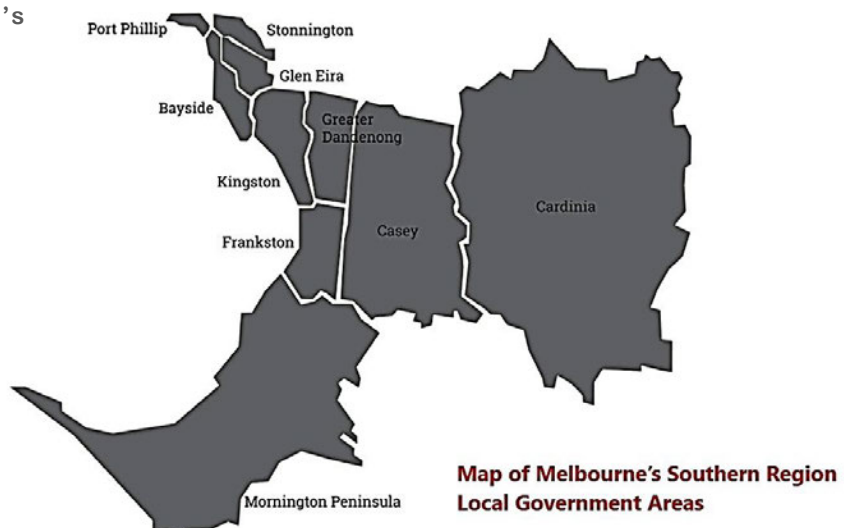 's
Port Phillip
Stonnington
Glen Eira
Bayside
Greater
Dandenong
Kingston
Cardinia
Casey
Frankston
Mornington Peninsula
Map of Melbourne's Southern Region
Local Government Areas